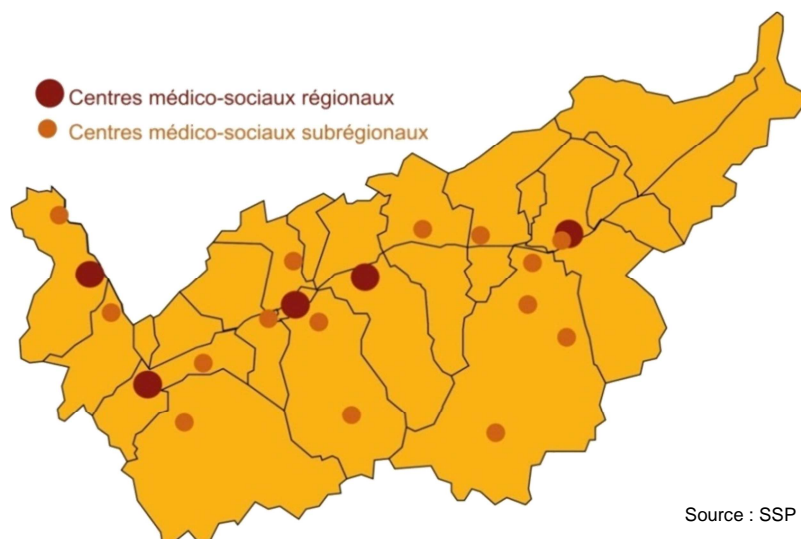 Centres médico-sociaux régionaux
Centres médico-sociaux subrégionaux
Source : SSP